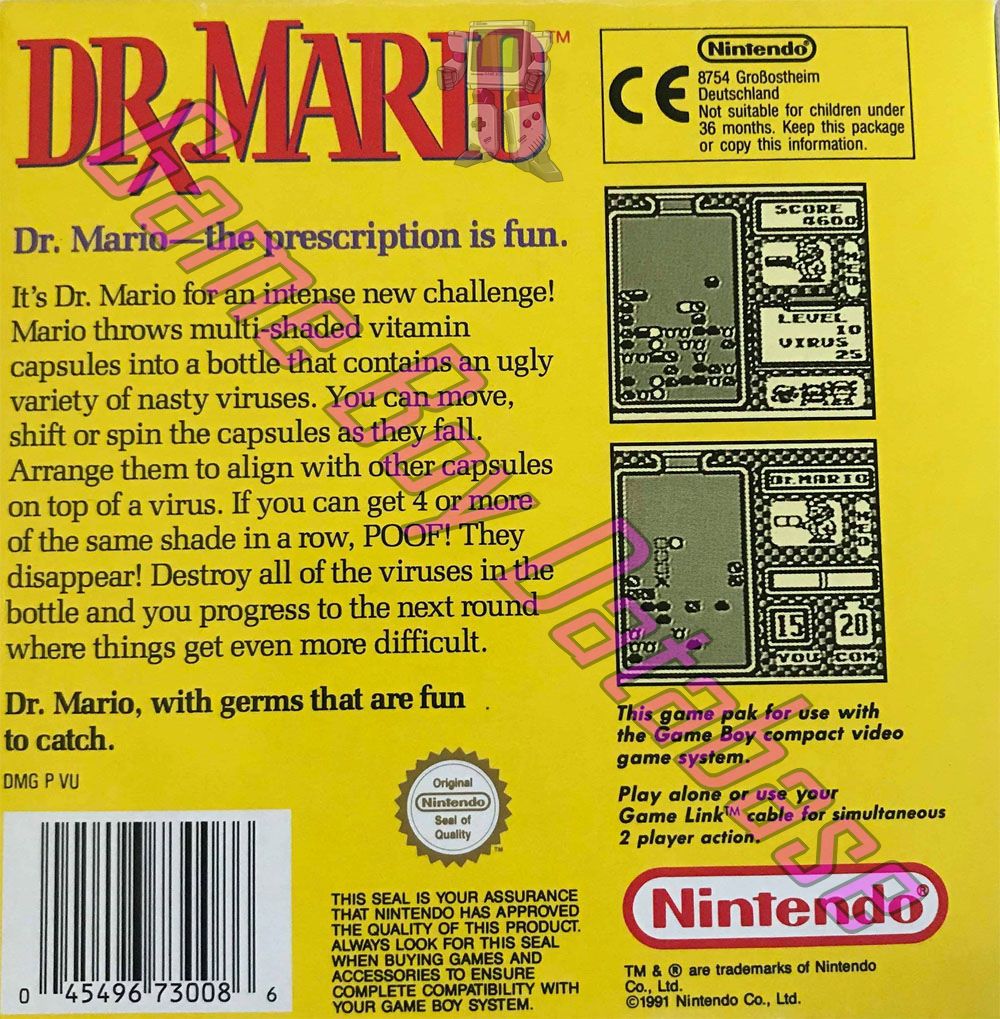 DR. MARIO™
Nintendo®
CE
8754 Großostheim
Deutschland
Not suitable for children under
36 months. Keep this package
or copy this information.
Dr. Mario—the prescription is fun.
It's Dr. Mario for an intense new challenge!
Mario throws multi-shaded vitamin
capsules into a bottle that contains an ugly
variety of nasty viruses. You can move,
shift or spin the capsules as they fall.
Arrange them to align with other capsules
on top of a virus. If you can get 4 or more
of the same shade in a row, POOF! They
disappear! Destroy all of the viruses in the
bottle and you progress to the next round
where things get even more difficult.
Dr. Mario, with germs that are fun
to catch.
DMG P VU
SCORE
4600
MED
LEVEL
10
VIRUS
25
Dr. MARIO
MED
15 20
YOU COM
This game pak for use with
the Game Boy compact video
game system.
Play alone or use your
Game Link™ cable for simultaneous
2 player action.
Original
Nintendo
Seal of
Quality
TM
THIS SEAL IS YOUR ASSURANCE
THAT NINTENDO HAS APPROVED
THE QUALITY OF THIS PRODUCT.
ALWAYS LOOK FOR THIS SEAL
WHEN BUYING GAMES AND
ACCESSORIES TO ENSURE
COMPLETE COMPATIBILITY WITH
YOUR GAME BOY SYSTEM.
Nintendo®
TM & ® are trademarks of Nintendo
Co., Ltd.
©1991 Nintendo Co., Ltd.
0 45496 73008 6
Game Boy Database